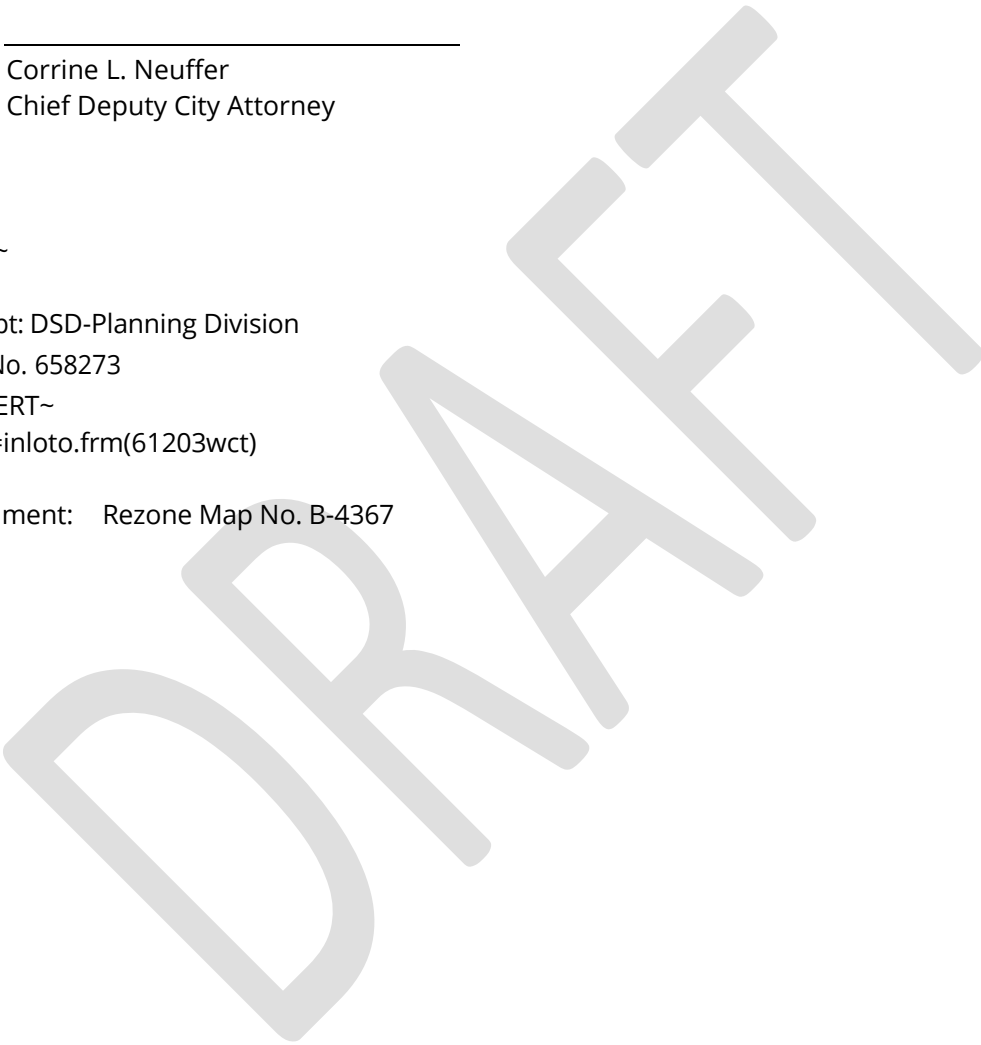 Corrine L. Neuffer
Chief Deputy City Attorney
~
pt: DSD-Planning Division
No. 658273
ERT~
=inloto.frm(61203wct)
ment: Rezone Map No. B-4367
DRAFT